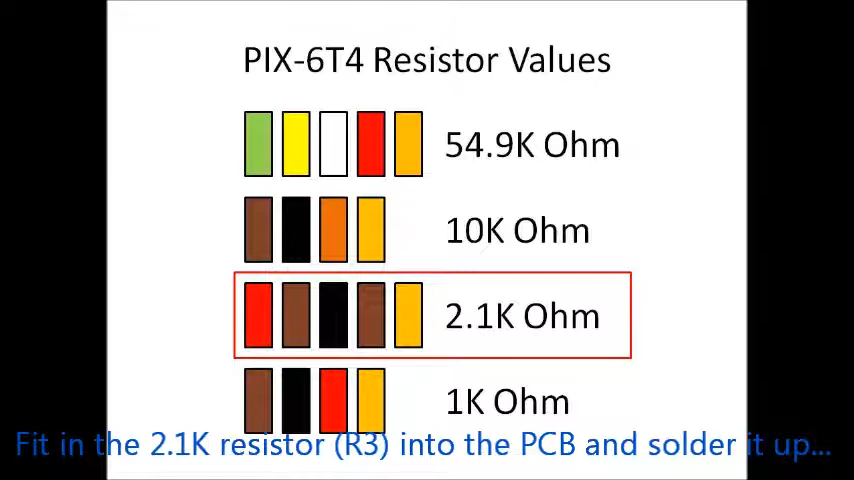 PIX-6T4 Resistor Values
54.9K Ohm
10K Ohm
2.1K Ohm
1K Ohm
Fit in the 2.1K resistor (R3) into the PCB and solder it up...